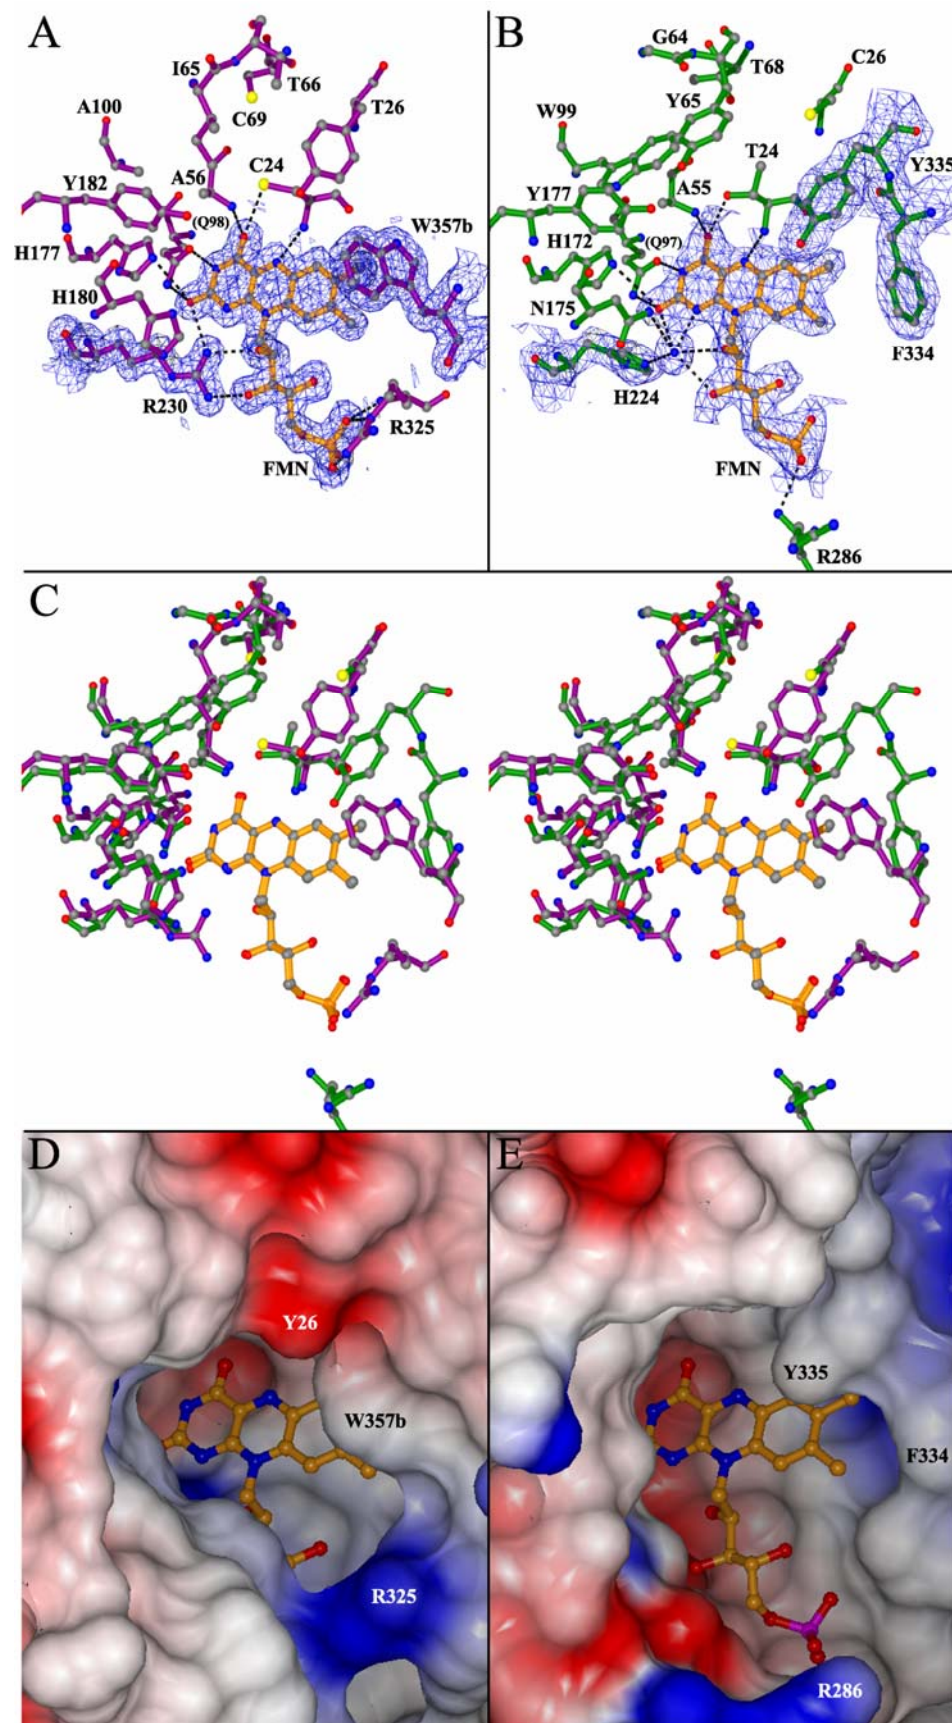 A
I65
T66
C69
T26
A100
C24
A56
Y182
(Q98)
W357b
H177
H180
R230
R325
FMN
B
G64
T68
C26
Y65
W99
T24
Y335
Y177
A55
H172
(Q97)
N175
F334
H224
FMN
R286
C
D
Y26
W357b
R325
E
Y335
F334
R286